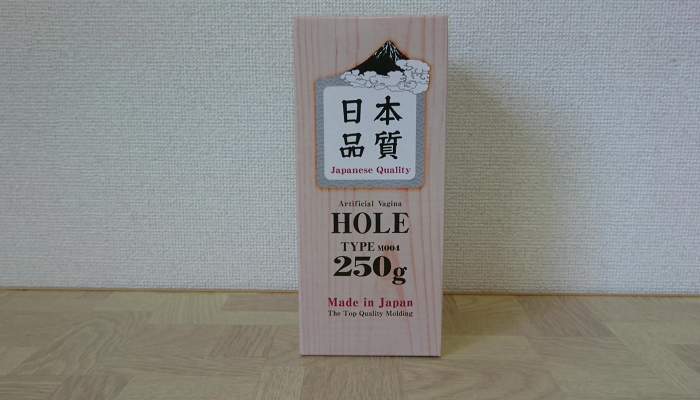 日本
品質
Japanese Quality
Artificial Vagina
HOLE
TYPE M004
250g
Made in Japan
The Top Quality Molding